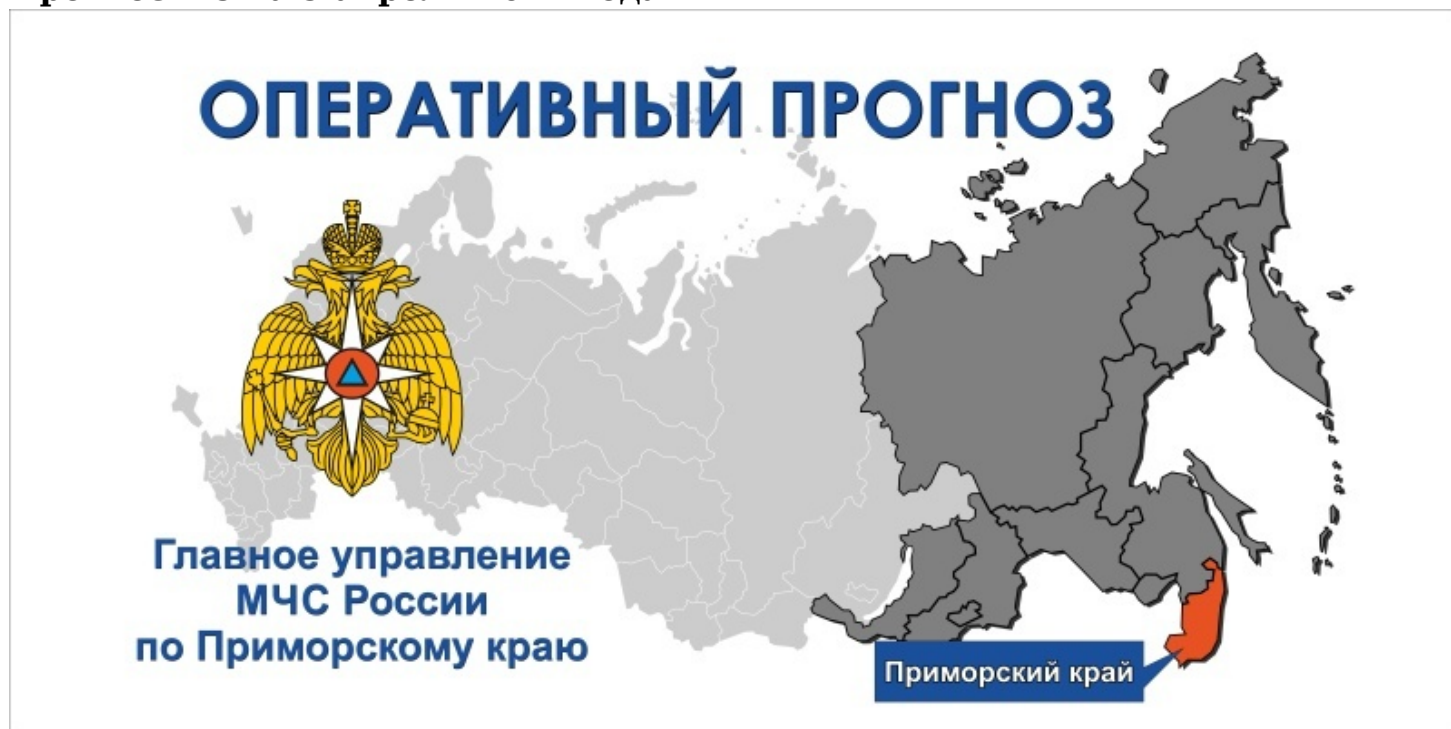 ОПЕРАТИВНЫЙ ПРОГНОЗ
Главное управление
МЧС России
по Приморскому краю
Приморский край